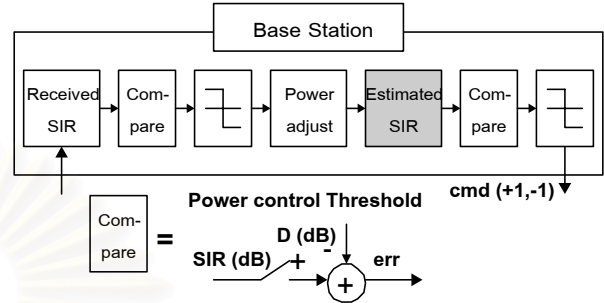 Base Station
Received SIR
Com-pare
Power adjust
Estimated SIR
Com-pare
cmd (+1,-1)
Power control Threshold
Com-pare
=
D (dB)
-
SIR (dB)
+
err
+